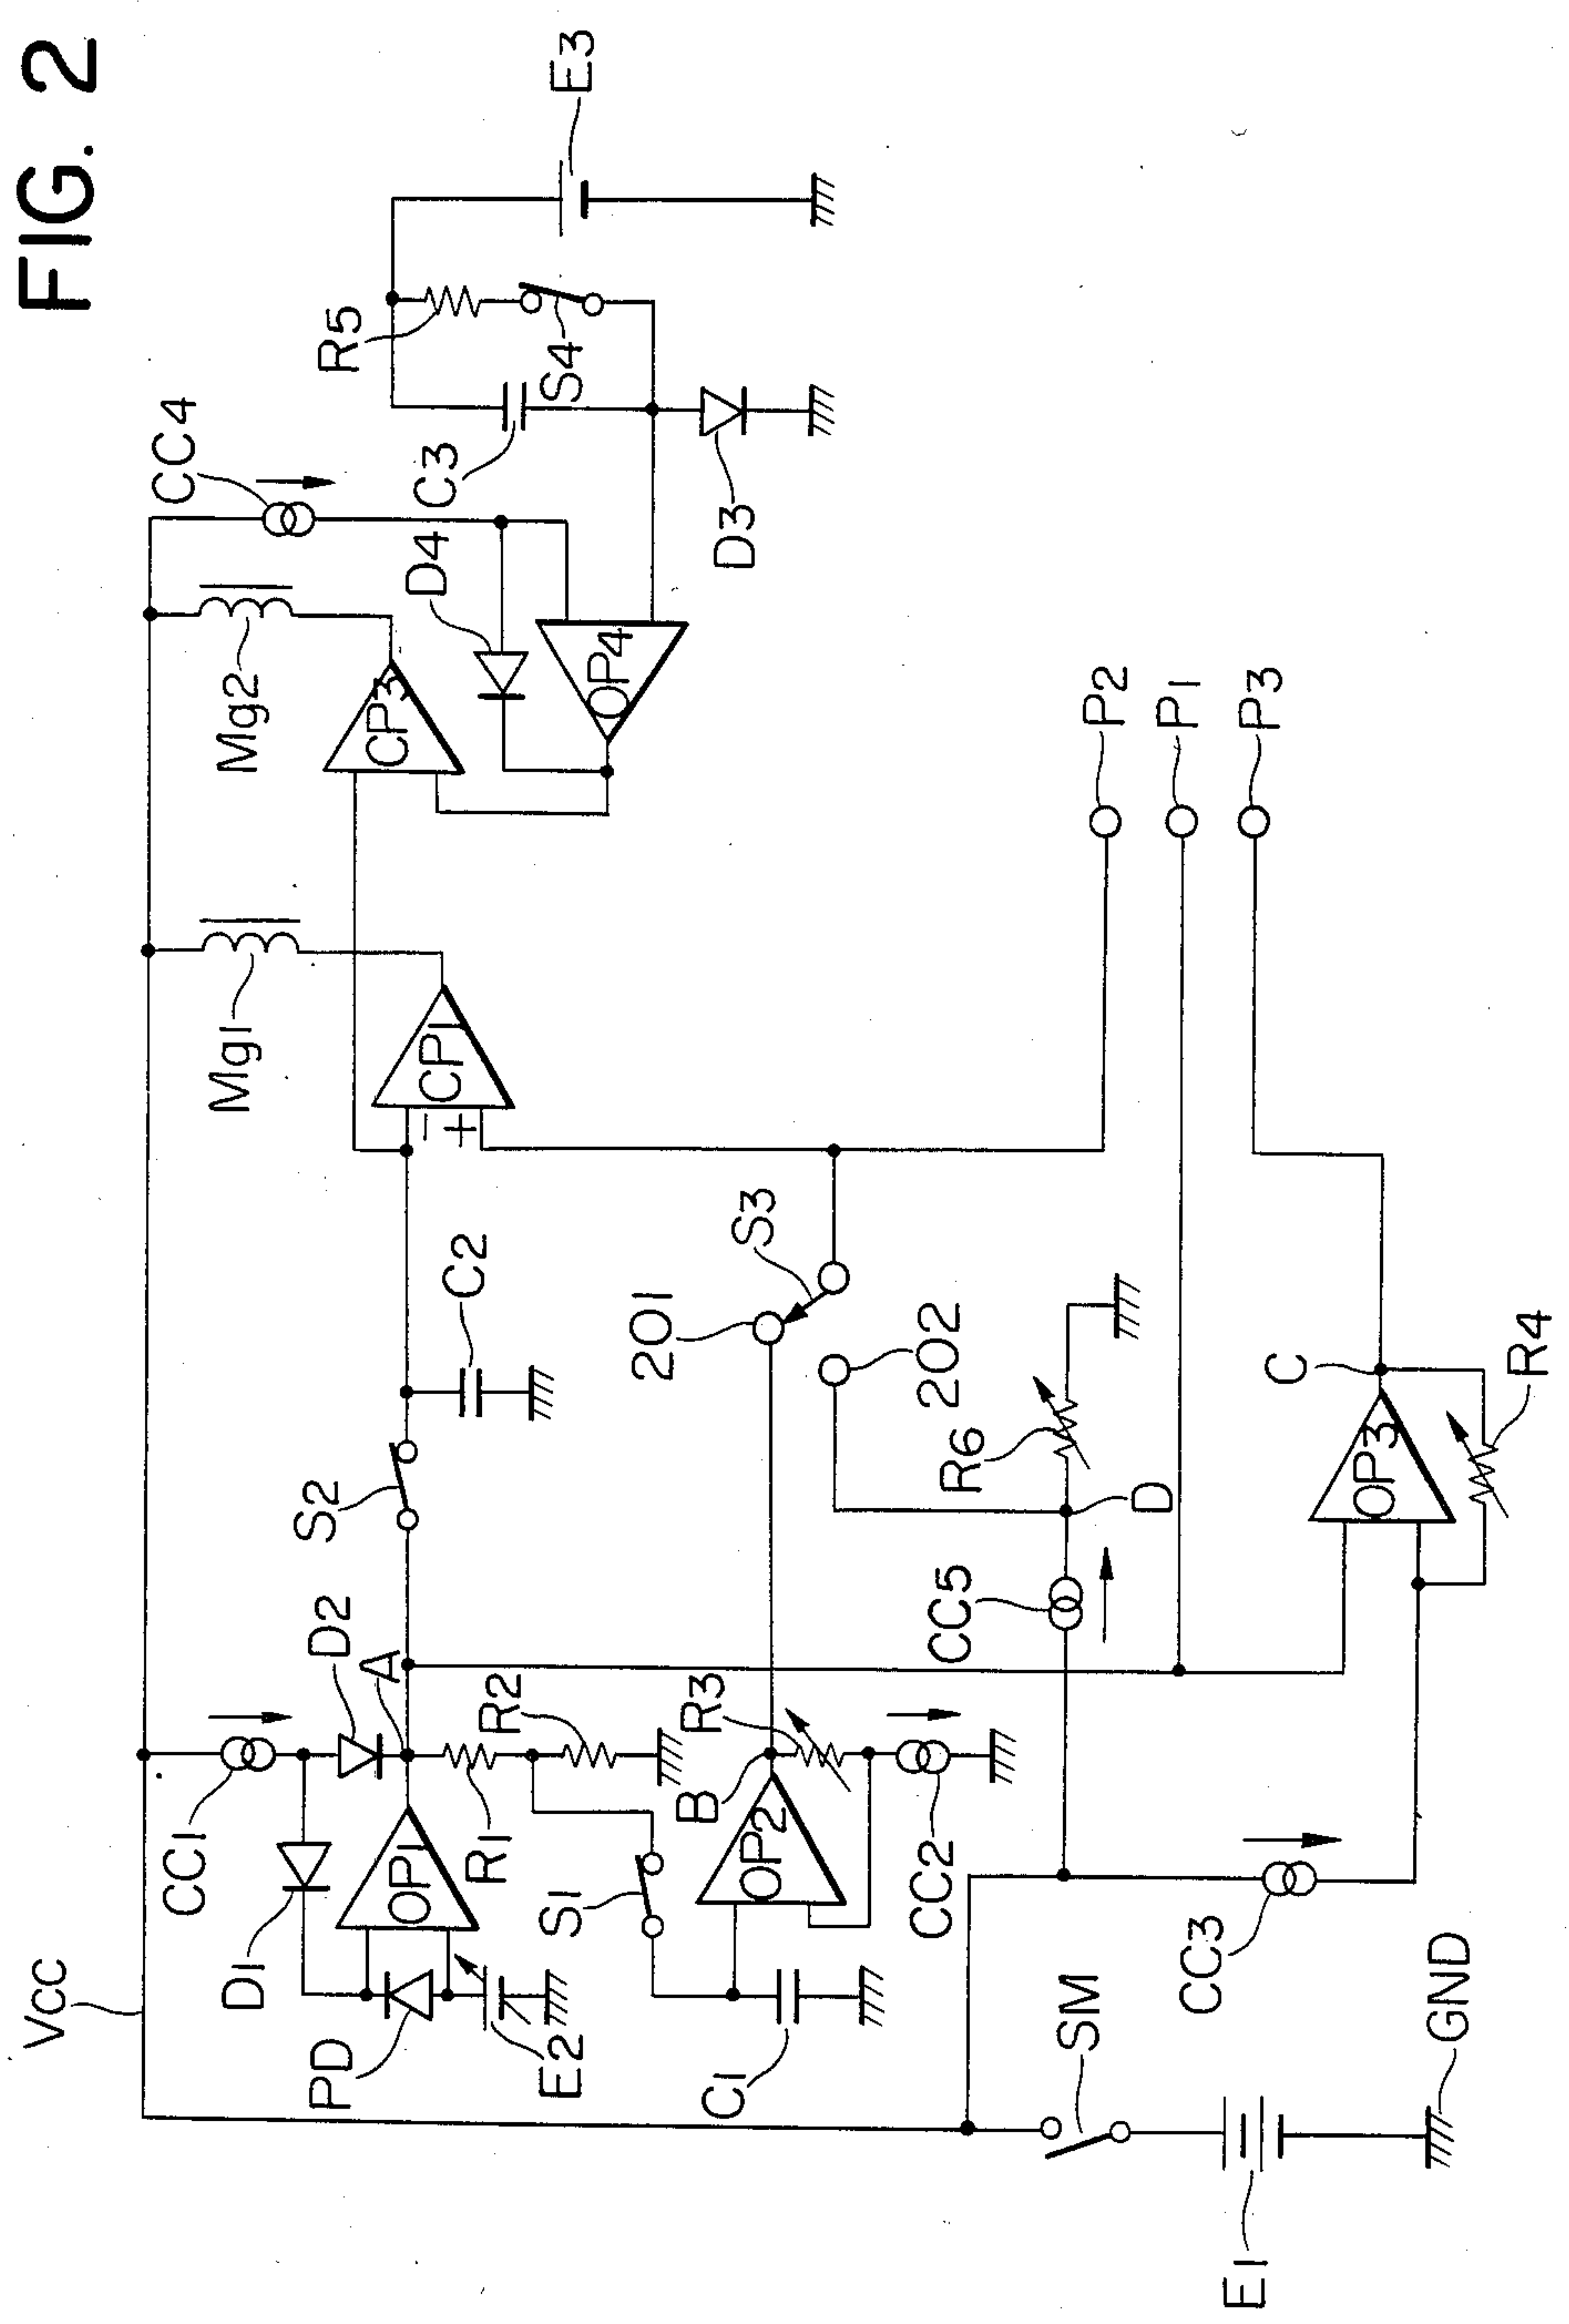 FIG. 2
VCC
CC1
D2
A
D1
PD
OP1
E2
R1
R2
S1
S2
C2
Mg1
CP1
−
+
Mg2
CP3
CC4
D4
OP4
R5
C3
S4
D3
E3
C1
OP2
B
R3
CC2
201
S3
202
R6
CC5
D
P2
P1
P3
C
OP3
R4
CC3
SM
E1
GND